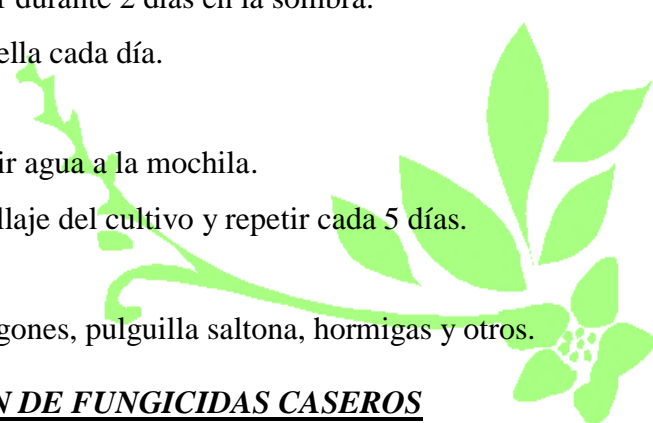 r durante 2 días en la sombra.
ella cada día.
ir agua a la mochila.
llaje del cultivo y repetir cada 5 días.
gones, pulguilla saltona, hormigas y otros.
N DE FUNGICIDAS CASEROS